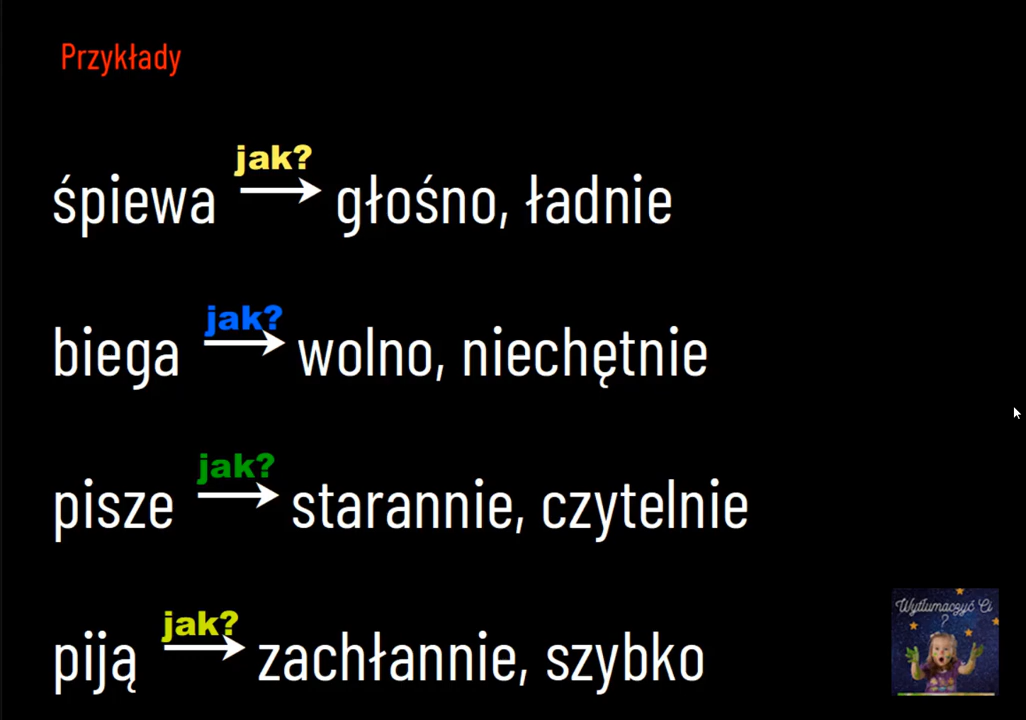 Przykłady
śpiewa jak? głośno, ładnie
biega jak? wolno, niechętnie
pisze jak? starannie, czytelnie
piją jak? zachłannie, szybko
Wytłumaczyć Ci
?